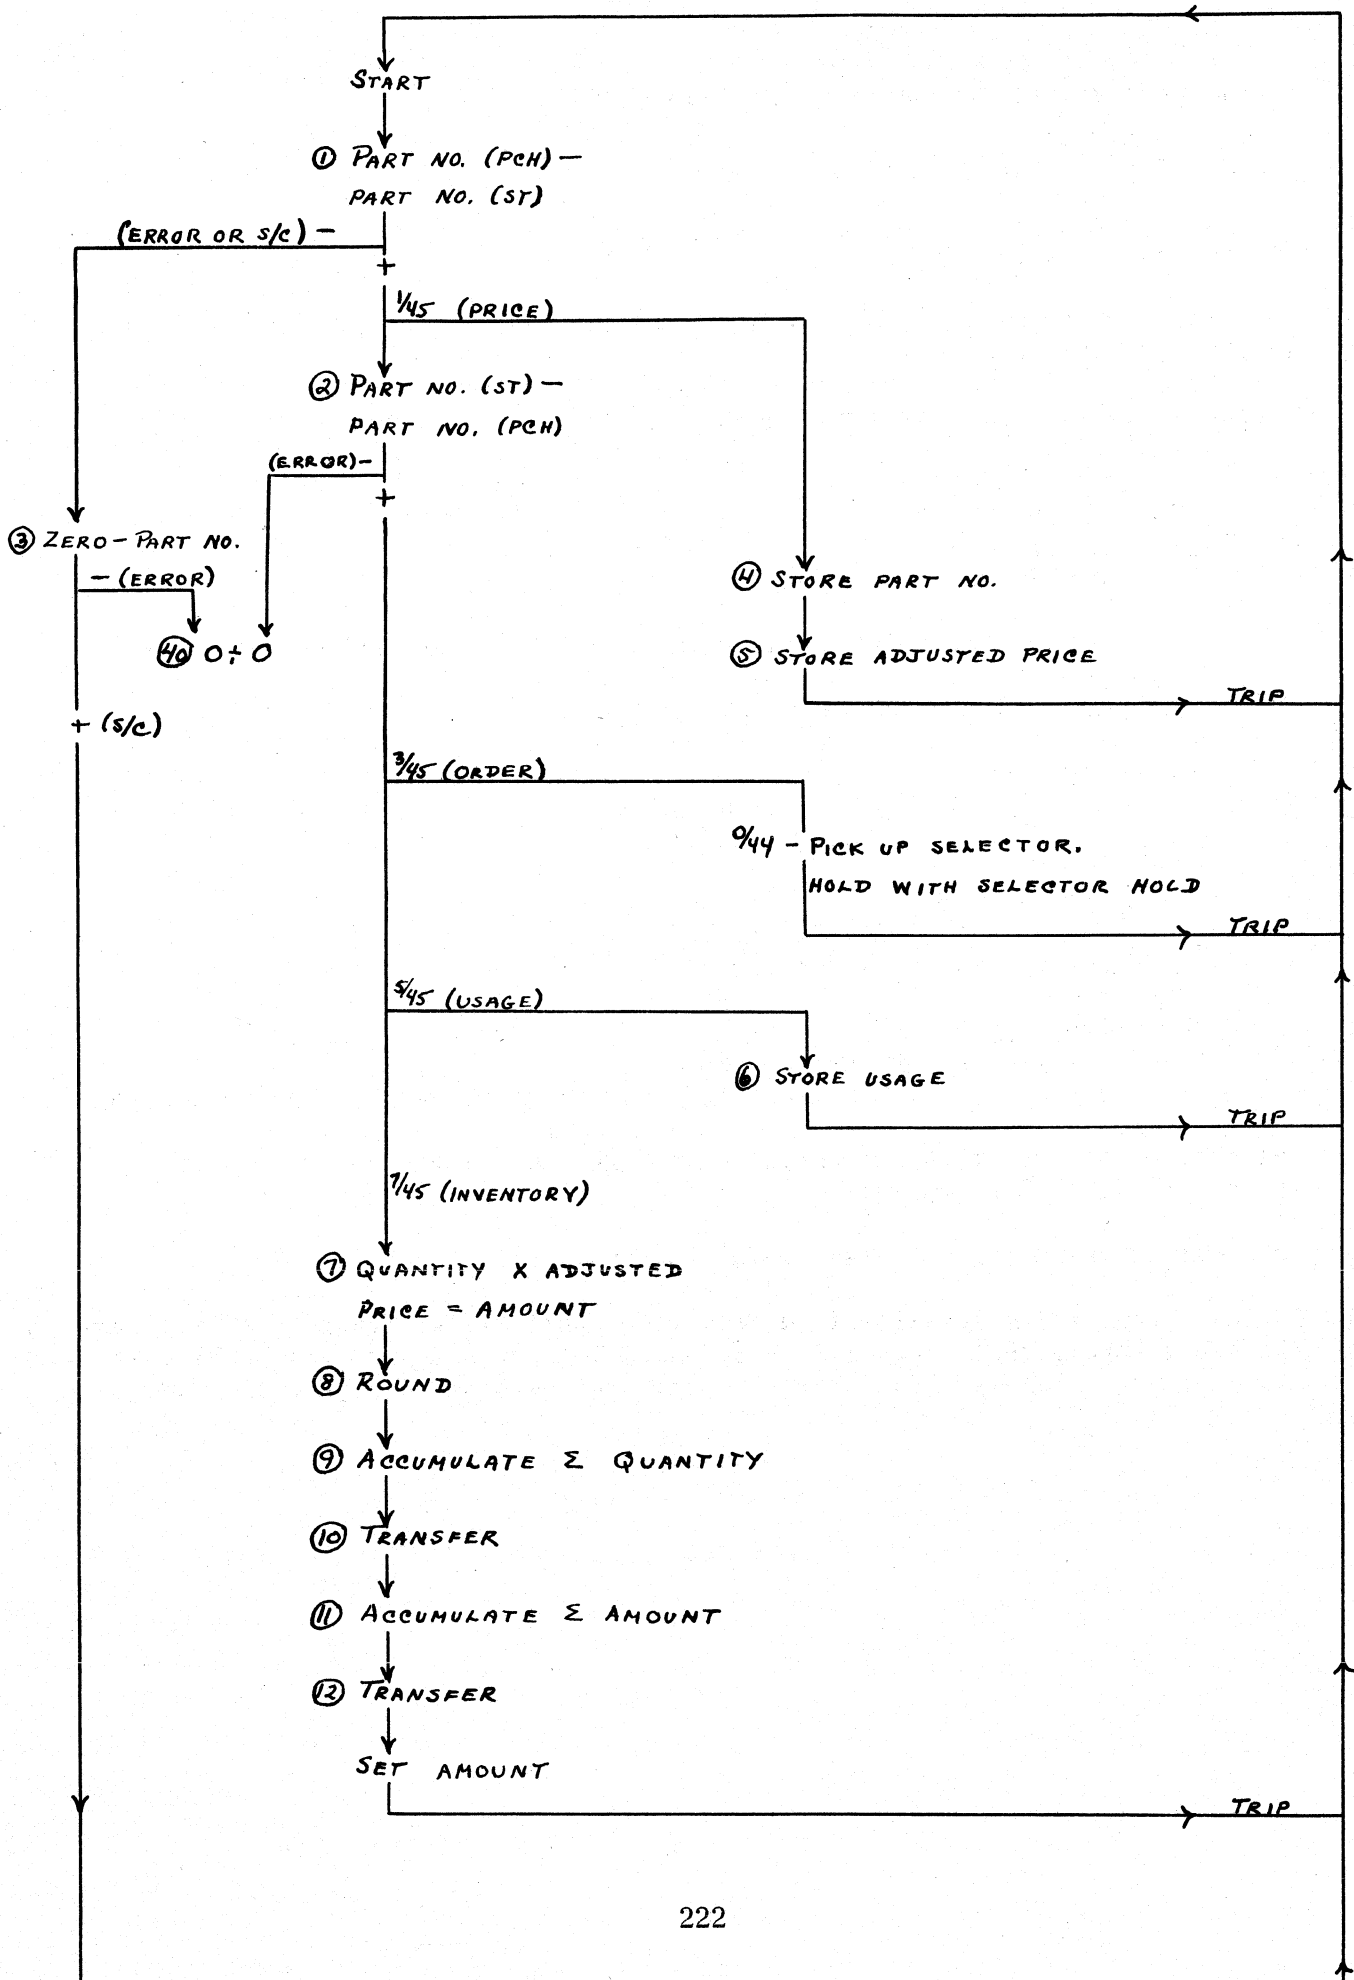 START
① PART NO. (PCH) —
PART NO. (ST)
(ERROR OR S/C) —
+
1/45 (PRICE)
② PART NO. (ST) —
PART NO. (PCH)
(ERROR) —
+
③ ZERO - PART NO.
— (ERROR)
④⓪ 0 ÷ 0
④ STORE PART NO.
⑤ STORE ADJUSTED PRICE
TRIP
+ (S/C)
3/45 (ORDER)
0/44 - PICK UP SELECTOR.
HOLD WITH SELECTOR HOLD
TRIP
5/45 (USAGE)
⑥ STORE USAGE
TRIP
7/45 (INVENTORY)
⑦ QUANTITY X ADJUSTED
PRICE = AMOUNT
⑧ ROUND
⑨ ACCUMULATE Σ QUANTITY
⑩ TRANSFER
⑪ ACCUMULATE Σ AMOUNT
⑫ TRANSFER
SET AMOUNT
TRIP
222